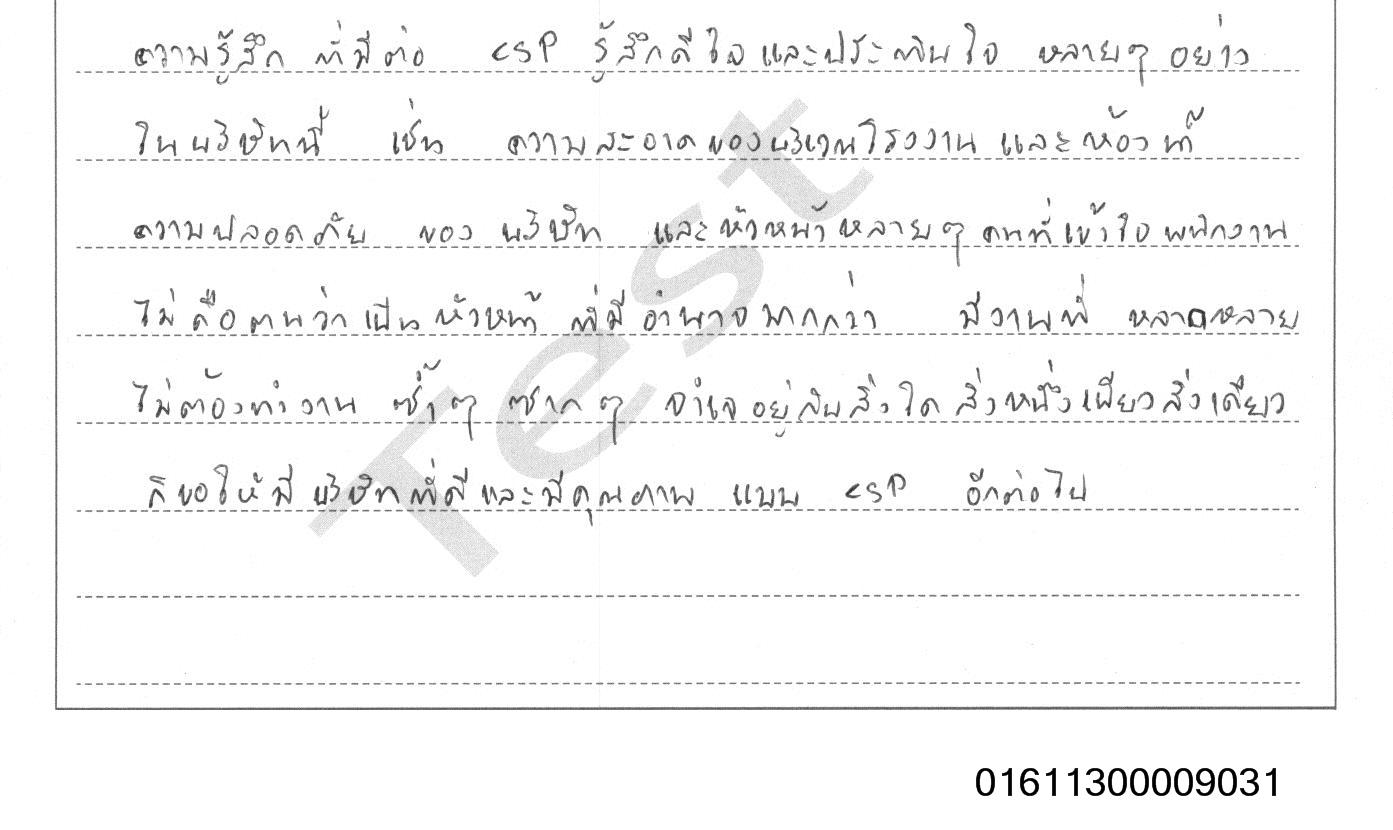 ความรู้สึก ที่มีต่อ CSP รู้สึกดีใจและประทับใจ หลายๆ อย่าง
ในบริษัทนี้ เช่น ความสะอาดของบริเวณโรงงาน และห้องน้ำ
ความปลอดภัย ของ บริษัท และหัวหน้าหลายๆ คนที่เข้าใจพนักงาน
ไม่ถือตนว่าเป็นหัวหน้า ที่มีอำนาจมากกว่า มีงานที่ หลากหลาย
ไม่ต้องทำงาน ซ้ำๆ ซากๆ จำเจอยู่กับสิ่งใด สิ่งหนึ่งเพียวสิ่งเดียว
ก็ขอให้มี บริษัทที่ดีและมีคุณภาพ แบบ CSP อีกต่อไป
Test
01611300009031